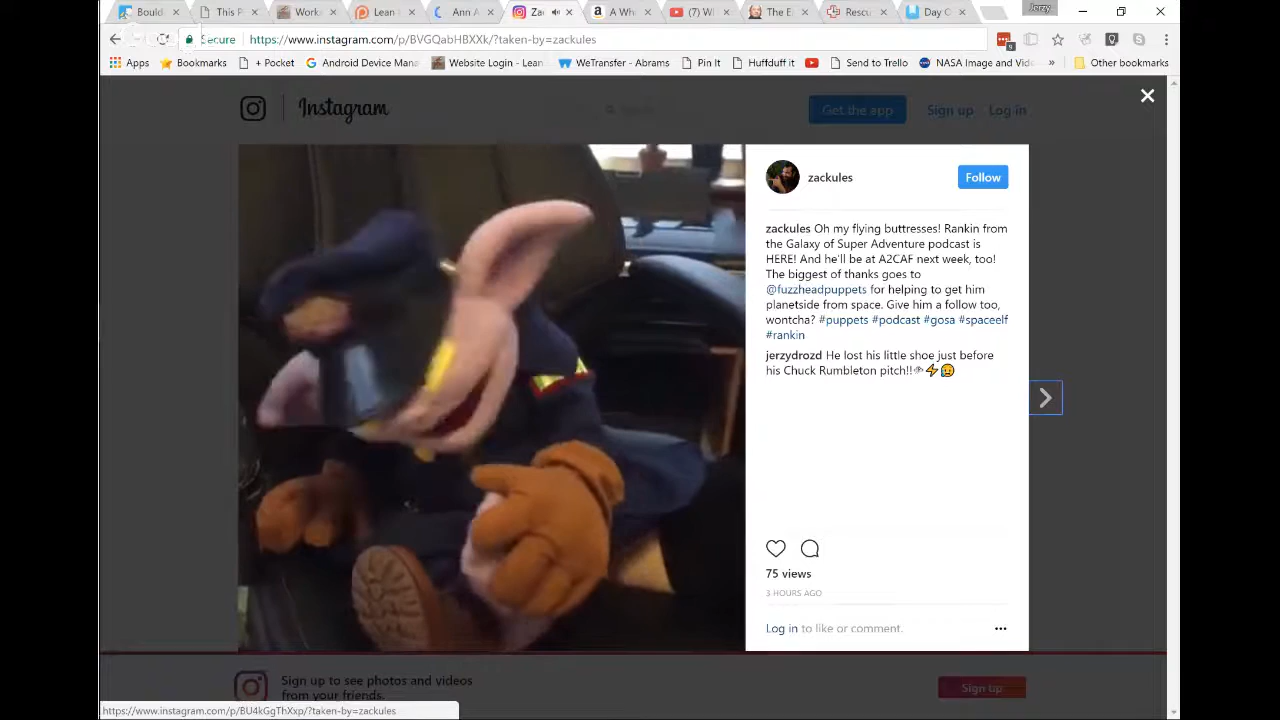 Jerzy
Bould
This P
Work
Lean
Ann A
Za
A Wh
(7) W
The E
Rescu
Day C
Secure
https://www.instagram.com/p/BVGQabHBXXk/?taken-by=zackules
Apps
Bookmarks
+ Pocket
Android Device Mana
Website Login - Lean
WeTransfer - Abrams
Pin It
Huffduff it
Send to Trello
NASA Image and Vide
»
Other bookmarks
Instagram
Search
Get the app
Sign up
Log in
zackules
Follow
zackules Oh my flying buttresses! Rankin from
the Galaxy of Super Adventure podcast is
HERE! And he'll be at A2CAF next week, too!
The biggest of thanks goes to
@fuzzheadpuppets for helping to get him
planetside from space. Give him a follow too,
wontcha? #puppets #podcast #gosa #spaceelf
#rankin
jerzydrozd He lost his little shoe just before
his Chuck Rumbleton pitch!!👁⚡😥
75 views
3 HOURS AGO
Log in to like or comment.
Sign up to see photos and videos
from your friends.
Sign up
https://www.instagram.com/p/BU4kGgThXxp/?taken-by=zackules